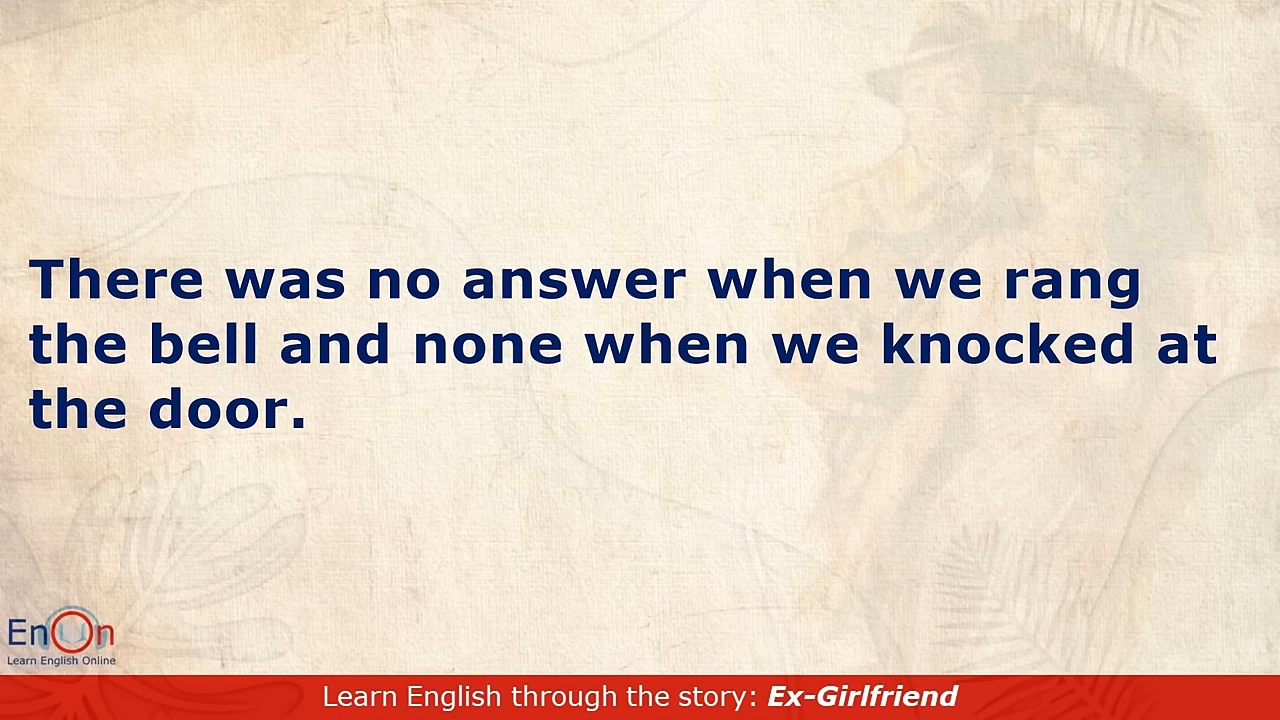 There was no answer when we rang
the bell and none when we knocked at
the door.
EnOn
Learn English Online
Learn English through the story: Ex-Girlfriend